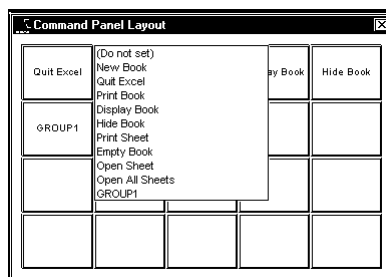 Command Panel Layout
Quit Excel
(Do not set)
New Book
Quit Excel
Print Book
Display Book
Hide Book
Print Sheet
Empty Book
Open Sheet
Open All Sheets
GROUP1
ay Book
Hide Book
GROUP1